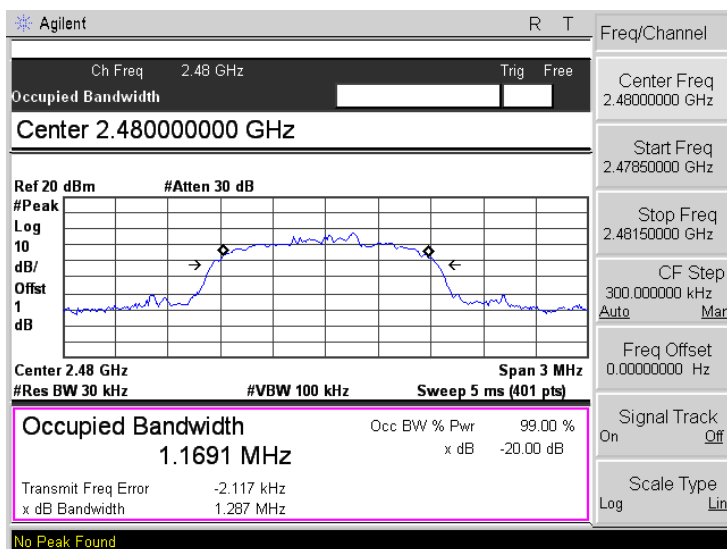 Agilent R T
Freq/Channel
Ch Freq 2.48 GHz Trig Free
Occupied Bandwidth
Center 2.480000000 GHz
Ref 20 dBm #Atten 30 dB
#Peak
Log
10
dB/
Offst
1
dB
Center 2.48 GHz Span 3 MHz
#Res BW 30 kHz #VBW 100 kHz Sweep 5 ms (401 pts)
Occupied Bandwidth
1.1691 MHz
Occ BW % Pwr 99.00 %
x dB -20.00 dB
Transmit Freq Error -2.117 kHz
x dB Bandwidth 1.287 MHz
No Peak Found
Center Freq
2.48000000 GHz
Start Freq
2.47850000 GHz
Stop Freq
2.48150000 GHz
CF Step
300.000000 kHz
Auto Man
Freq Offset
0.00000000 Hz
Signal Track
On Off
Scale Type
Log Lin